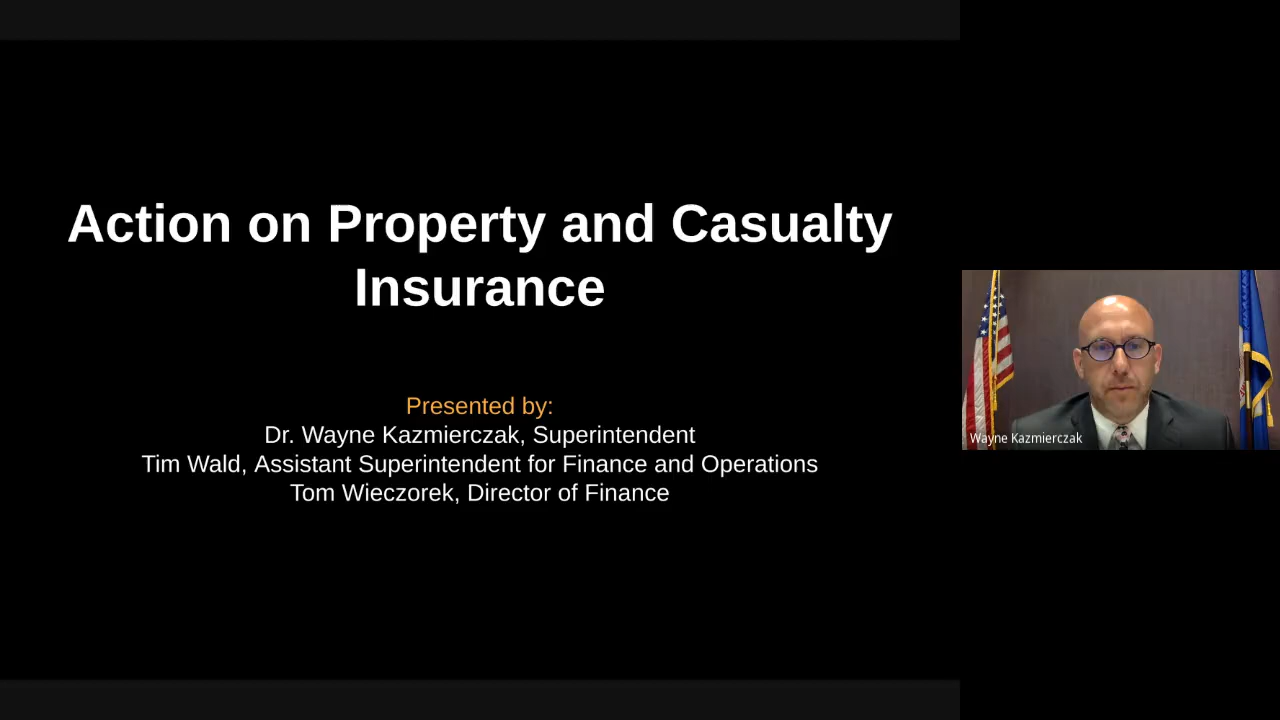 Action on Property and Casualty
Insurance
Presented by:
Dr. Wayne Kazmierczak, Superintendent
Tim Wald, Assistant Superintendent for Finance and Operations
Tom Wieczorek, Director of Finance
Wayne Kazmierczak